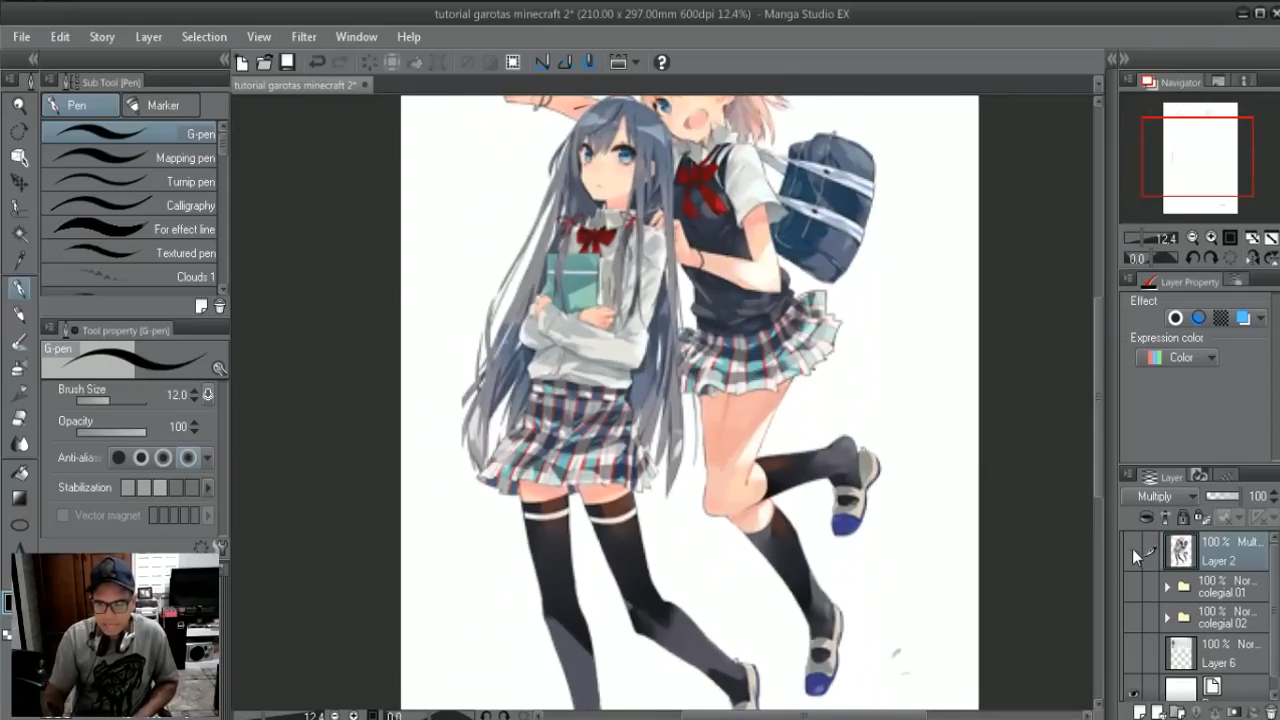 tutorial garotas minecraft 2* (210.00 x 297.00mm 600dpi 12.4%) - Manga Studio EX
File Edit Story Layer Selection View Filter Window Help
Sub Tool [Pen]
tutorial garotas minecraft 2*
Navigator
Pen Marker
G-pen
Mapping pen
Turnip pen
Calligraphy
For effect line
Textured pen
Clouds 1
12.4
0.0
Layer Property
Effect
Expression color
Color
Tool property [G-pen]
G-pen
Brush Size 12.0
Opacity 100
Anti-alias
Stabilization
Vector magnet
Layer
Multiply 100
100 % Mult...
Layer 2
100 % Nor...
colegial 01
100 % Nor...
colegial 02
100 % Nor...
Layer 6
12.4 0.0